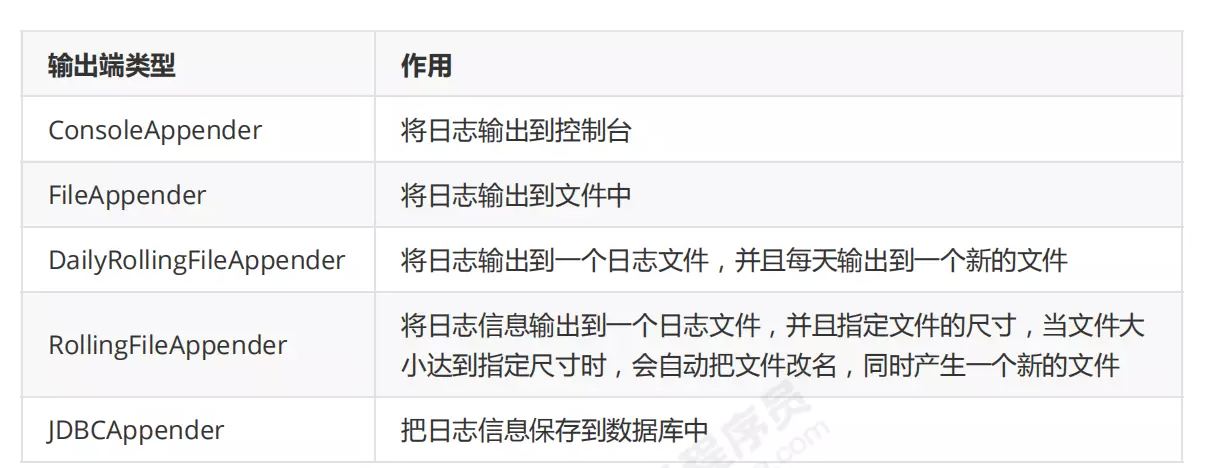 输出端类型 作用
ConsoleAppender 将日志输出到控制台
FileAppender 将日志输出到文件中
DailyRollingFileAppender 将日志输出到一个日志文件，并且每天输出到一个新的文件
RollingFileAppender 将日志信息输出到一个日志文件，并且指定文件的尺寸，当文件大
小达到指定尺寸时，会自动把文件改名，同时产生一个新的文件
JDBCAppender 把日志信息保存到数据库中
程序员
.com